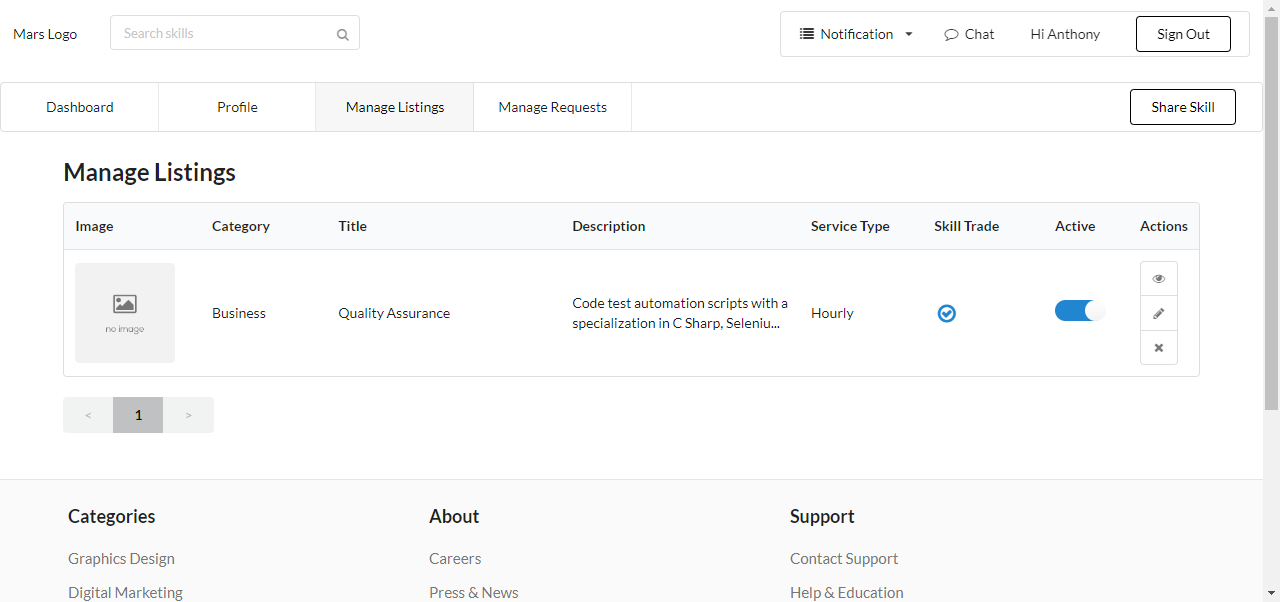 Mars Logo
Search skills
Notification
Chat
Hi Anthony
Sign Out
Dashboard
Profile
Manage Listings
Manage Requests
Share Skill
Manage Listings
Image
Category
Title
Description
Service Type
Skill Trade
Active
Actions
no image
Business
Quality Assurance
Code test automation scripts with a
specialization in C Sharp, Seleniu...
Hourly
< 1 >
Categories
About
Support
Graphics Design
Careers
Contact Support
Digital Marketing
Press & News
Help & Education